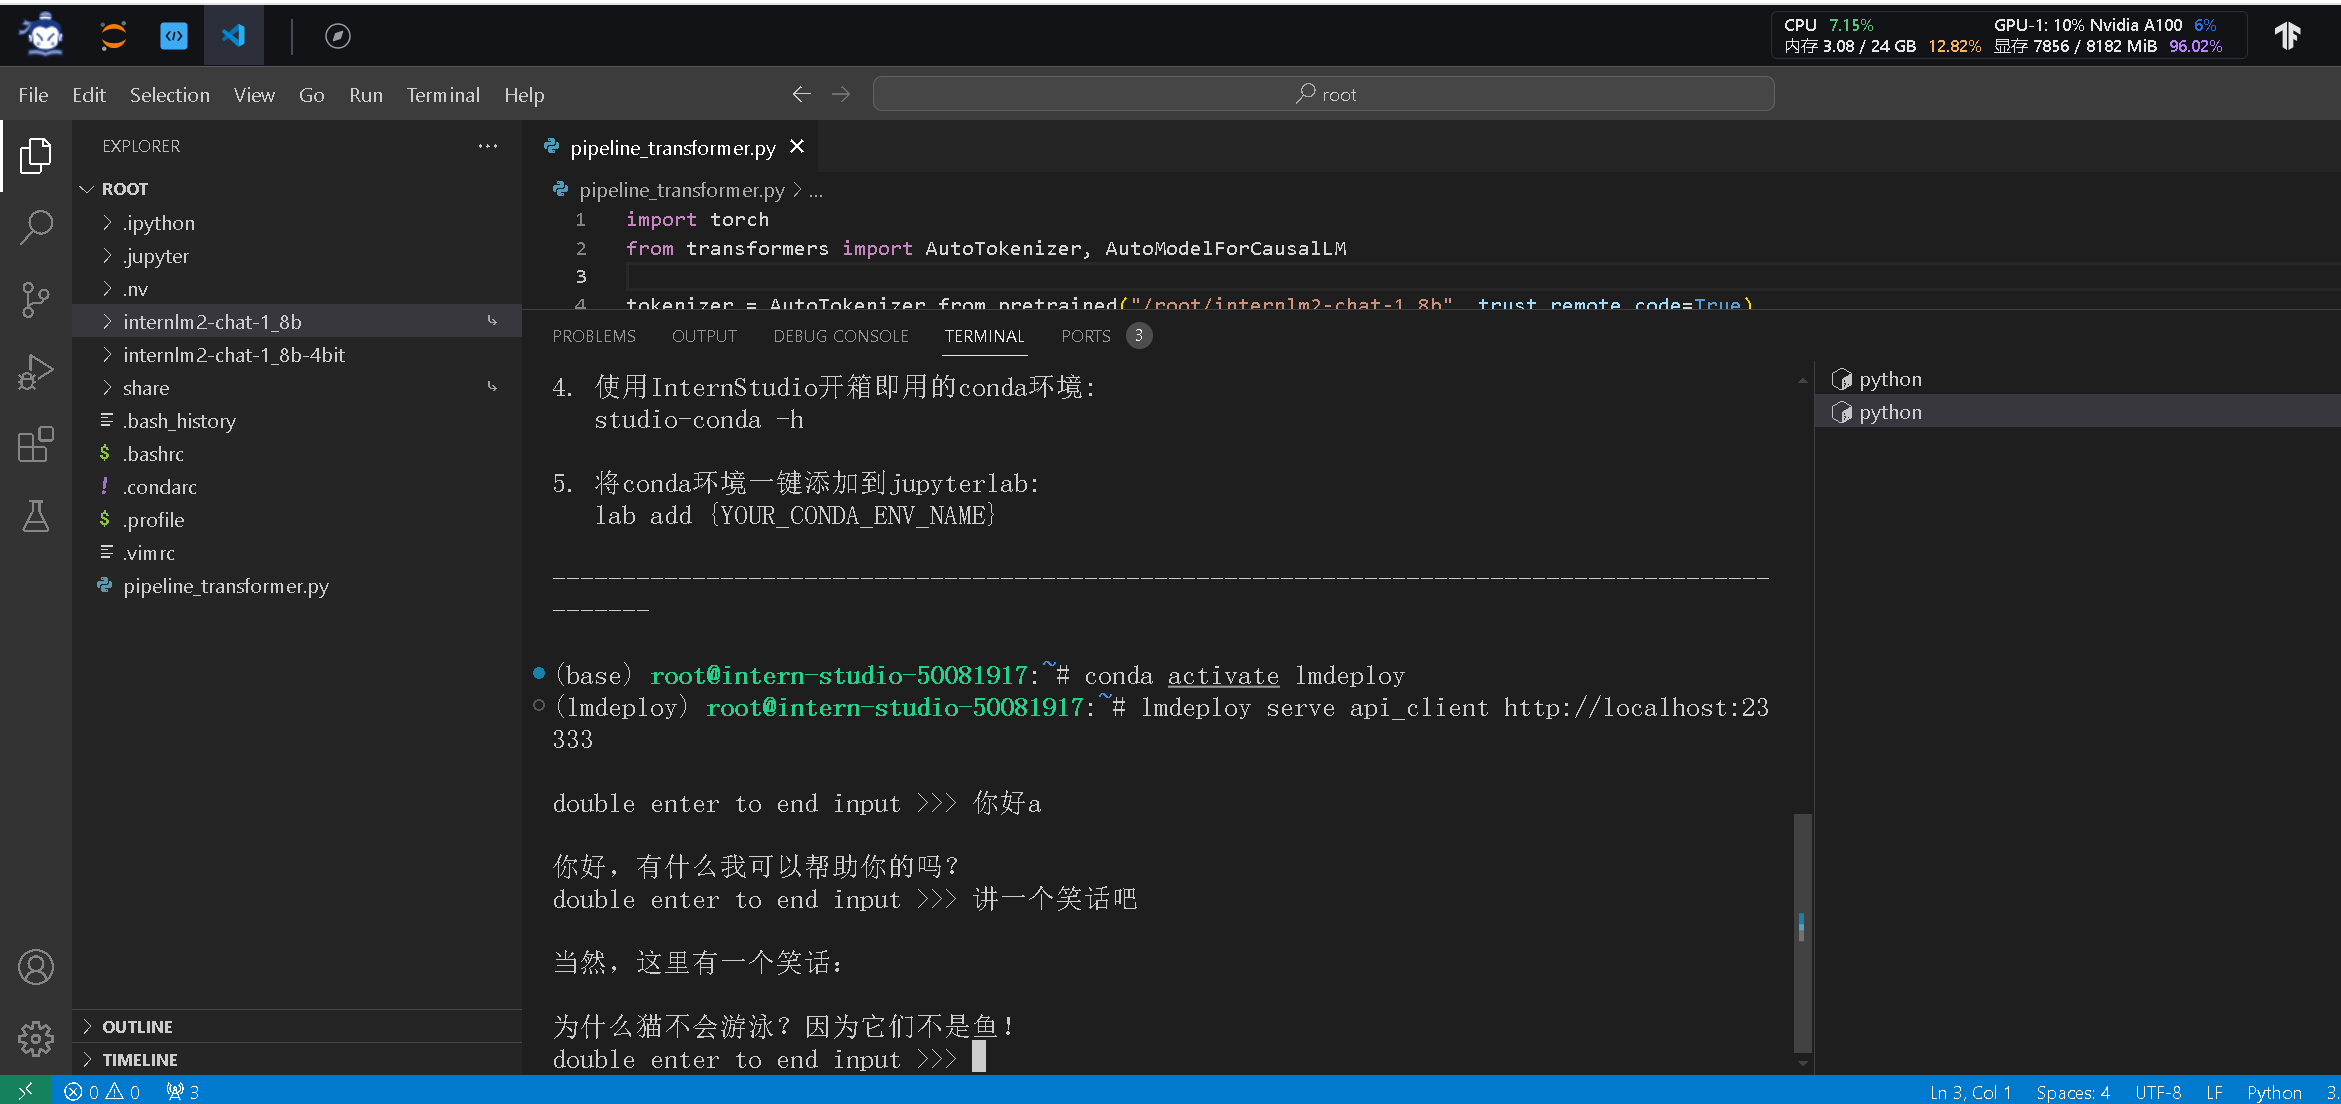 CPU 7.15% GPU-1: 10% Nvidia A100 6%
内存 3.08 / 24 GB 12.82% 显存 7856 / 8182 MiB 96.02%
File Edit Selection View Go Run Terminal Help
root
EXPLORER
ROOT
.ipython
.jupyter
.nv
internlm2-chat-1_8b
internlm2-chat-1_8b-4bit
share
.bash_history
.bashrc
.condarc
.profile
.vimrc
pipeline_transformer.py
OUTLINE
TIMELINE
pipeline_transformer.py
pipeline_transformer.py > ...
1 import torch
2 from transformers import AutoTokenizer, AutoModelForCausalLM
3
4 tokenizer = AutoTokenizer.from_pretrained("/root/internlm2-chat-1_8b", trust_remote_code=True)
PROBLEMS OUTPUT DEBUG CONSOLE TERMINAL PORTS 3
4. 使用InternStudio开箱即用的conda环境:
studio-conda -h
5. 将conda环境一键添加到jupyterlab:
lab add {YOUR_CONDA_ENV_NAME}
---------------------------------------------------------------------------------------
-------
(base) root@intern-studio-50081917:~# conda activate lmdeploy
(lmdeploy) root@intern-studio-50081917:~# lmdeploy serve api_client http://localhost:23
333
double enter to end input >>> 你好a
你好，有什么我可以帮助你的吗？
double enter to end input >>> 讲一个笑话吧
当然，这里有一个笑话：
为什么猫不会游泳？因为它们不是鱼！
double enter to end input >>>
python
python
0 0 3
Ln 3, Col 1 Spaces: 4 UTF-8 LF Python 3.